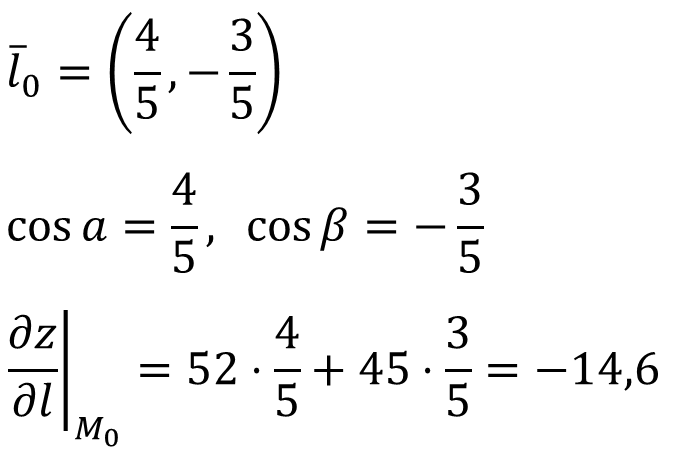 l̄₀ = (4/5, −3/5)
cos a = 4/5, cos β = −3/5
∂z/∂l|_M₀ = 52 · 4/5 + 45 · 3/5 = −14,6